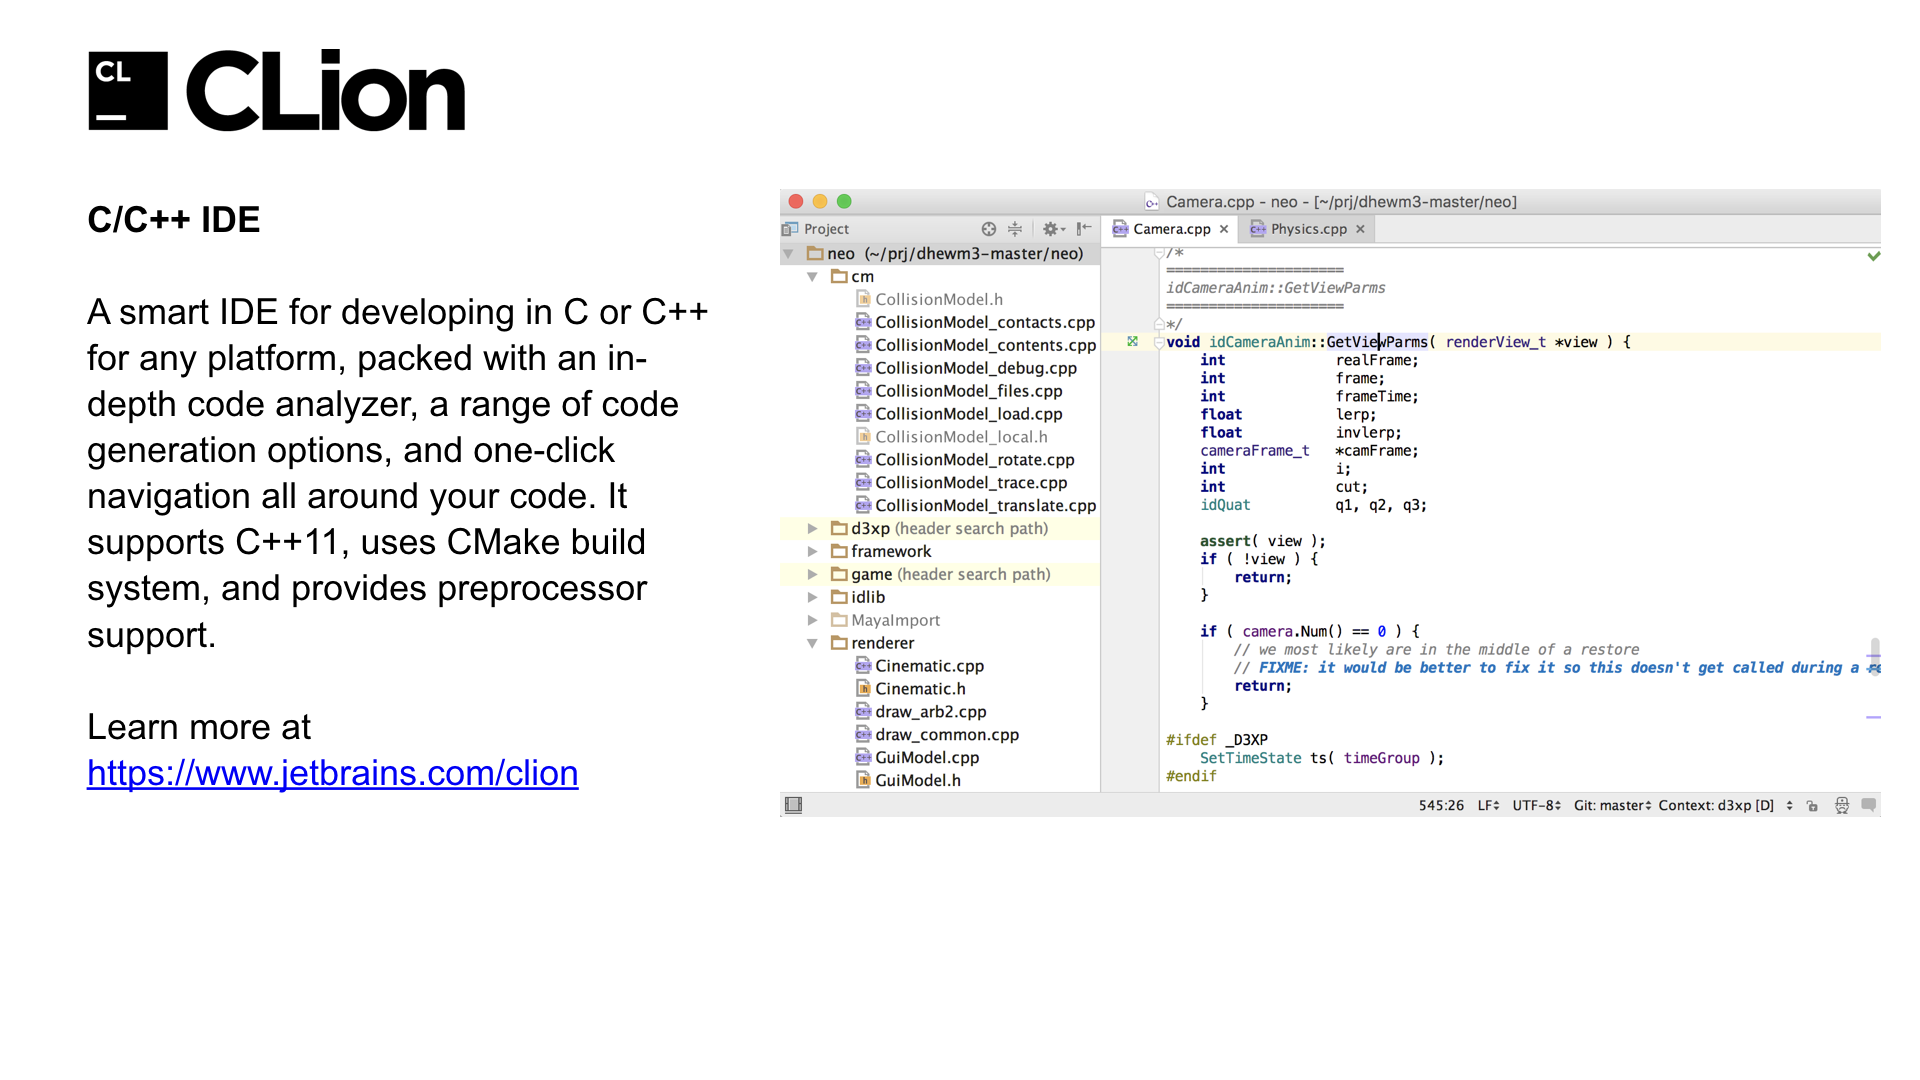 CL
CLion
C/C++ IDE
A smart IDE for developing in C or C++
for any platform, packed with an in-
depth code analyzer, a range of code
generation options, and one-click
navigation all around your code. It
supports C++11, uses CMake build
system, and provides preprocessor
support.
Learn more at
https://www.jetbrains.com/clion
Camera.cpp - neo - [~/prj/dhewm3-master/neo]
Project
neo (~/prj/dhewm3-master/neo)
cm
CollisionModel.h
CollisionModel_contacts.cpp
CollisionModel_contents.cpp
CollisionModel_debug.cpp
CollisionModel_files.cpp
CollisionModel_load.cpp
CollisionModel_local.h
CollisionModel_rotate.cpp
CollisionModel_trace.cpp
CollisionModel_translate.cpp
d3xp (header search path)
framework
game (header search path)
idlib
MayaImport
renderer
Cinematic.cpp
Cinematic.h
draw_arb2.cpp
draw_common.cpp
GuiModel.cpp
GuiModel.h
Camera.cpp × Physics.cpp ×
/*
=====================
idCameraAnim::GetViewParms
=====================
*/
void idCameraAnim::GetViewParms( renderView_t *view ) {
int realFrame;
int frame;
int frameTime;
float lerp;
float invlerp;
cameraFrame_t *camFrame;
int i;
int cut;
idQuat q1, q2, q3;
assert( view );
if ( !view ) {
return;
}
if ( camera.Num() == 0 ) {
// we most likely are in the middle of a restore
// FIXME: it would be better to fix it so this doesn't get called during a
return;
}
#ifdef _D3XP
SetTimeState ts( timeGroup );
#endif
545:26 LF UTF-8 Git: master Context: d3xp [D]